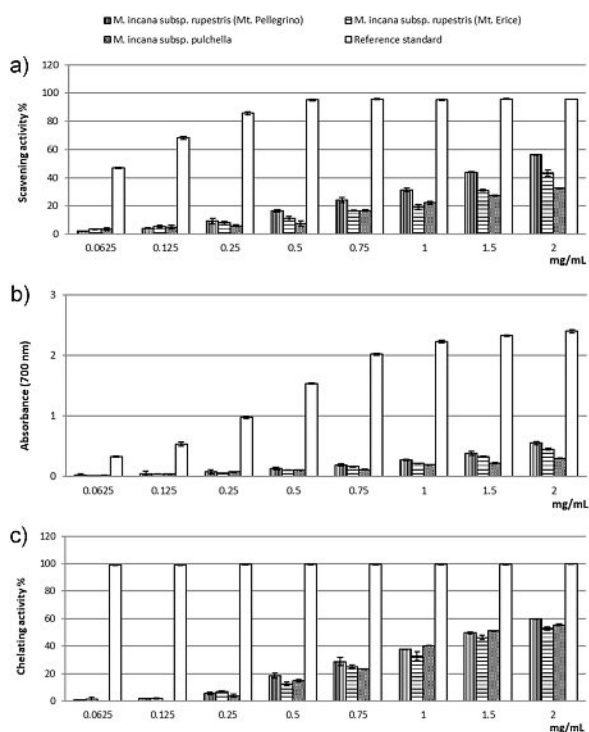 M. incana subsp. rupestris (Mt. Pellegrino)
M. incana subsp. rupestris (Mt. Erice)
M. incana subsp. pulchella
Reference standard
a)
Scavening activity %
120
100
80
60
40
20
0
0.0625 0.125 0.25 0.5 0.75 1 1.5 2
mg/mL
b)
Absorbance (700 nm)
3
2
1
0
0.0625 0.125 0.25 0.5 0.75 1 1.5 2
mg/mL
c)
Chelating activity %
120
100
80
60
40
20
0
0.0625 0.125 0.25 0.5 0.75 1 1.5 2
mg/mL